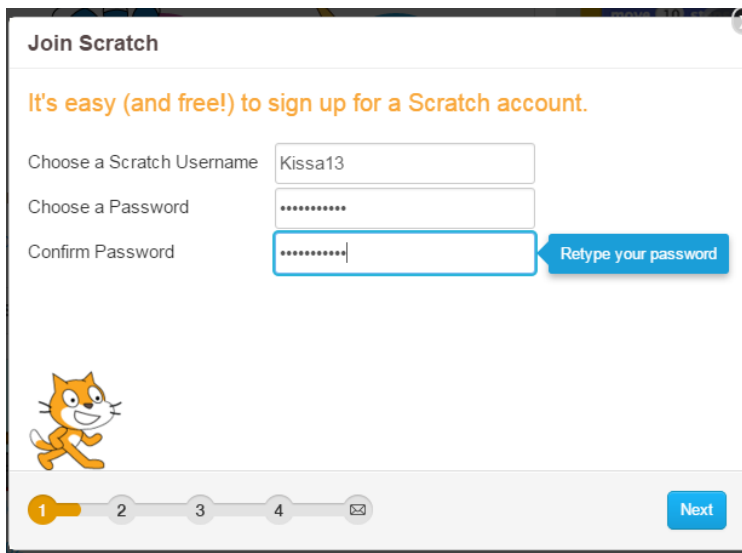 Join Scratch
It's easy (and free!) to sign up for a Scratch account.
Choose a Scratch Username Kissa13
Choose a Password •••••••••••
Confirm Password ••••••••••• Retype your password
1 2 3 4 Next